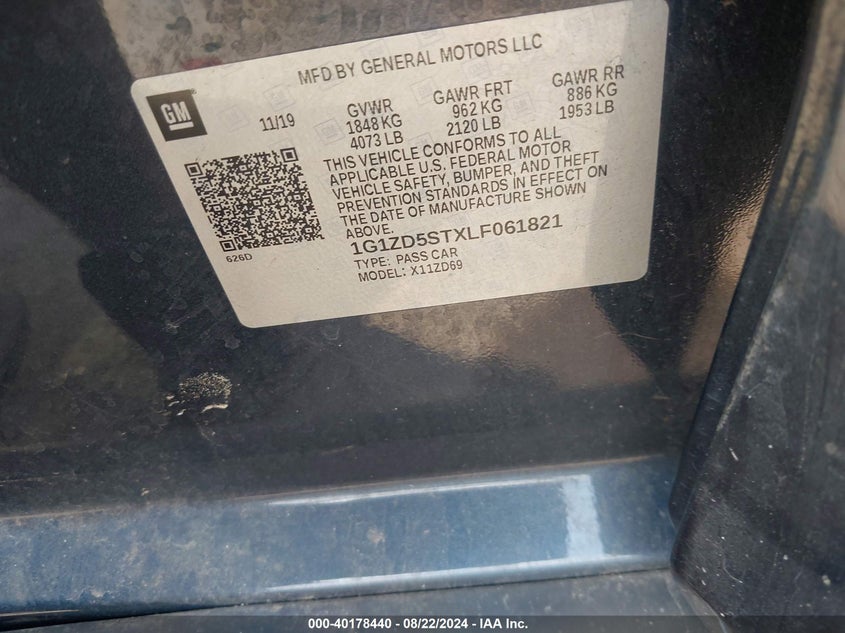 MFD BY GENERAL MOTORS LLC
GM
11/19
GVWR
1848 KG
4073 LB
GAWR FRT
962 KG
2120 LB
GAWR RR
886 KG
1953 LB
THIS VEHICLE CONFORMS TO ALL
APPLICABLE U.S. FEDERAL MOTOR
VEHICLE SAFETY, BUMPER, AND THEFT
PREVENTION STANDARDS IN EFFECT ON
THE DATE OF MANUFACTURE SHOWN
ABOVE.
626D
1G1ZD5STXLF061821
TYPE: PASS CAR
MODEL: X11ZD69
000-40178440 - 08/22/2024 - IAA Inc.